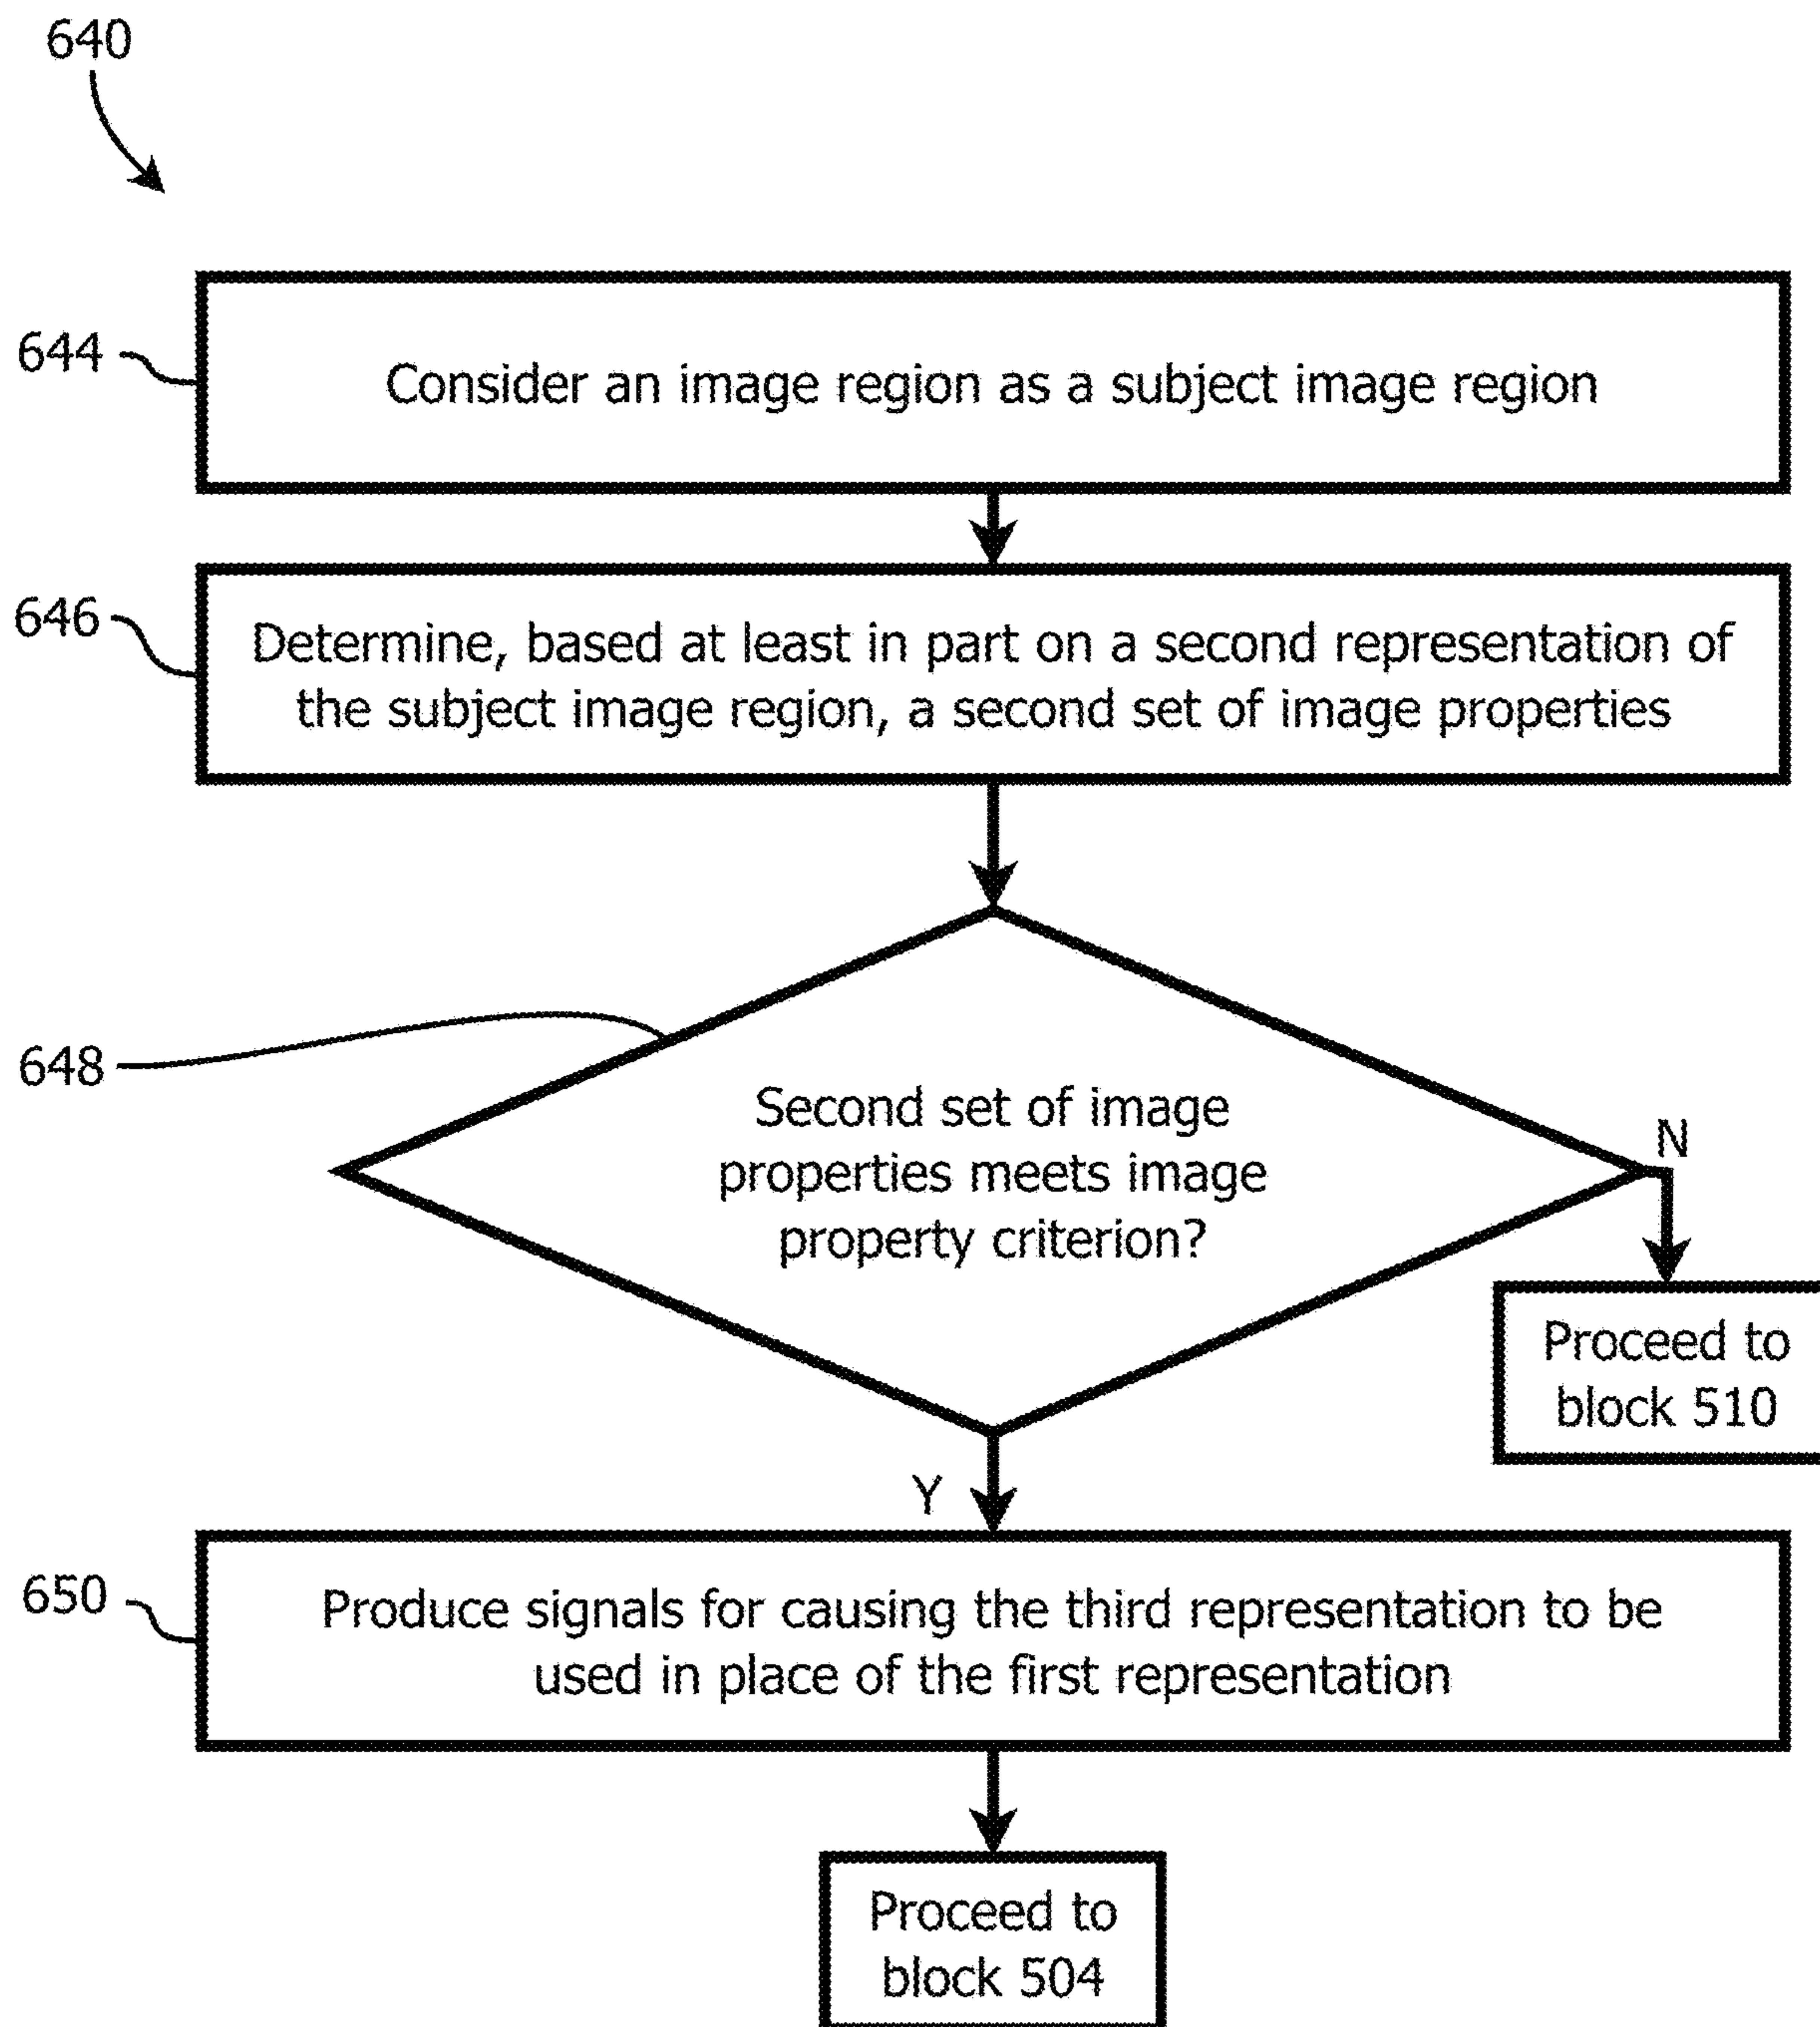 640
644
Consider an image region as a subject image region
646
Determine, based at least in part on a second representation of
the subject image region, a second set of image properties
648
Second set of image
properties meets image
property criterion?
N
Proceed to
block 510
Y
650
Produce signals for causing the third representation to be
used in place of the first representation
Proceed to
block 504